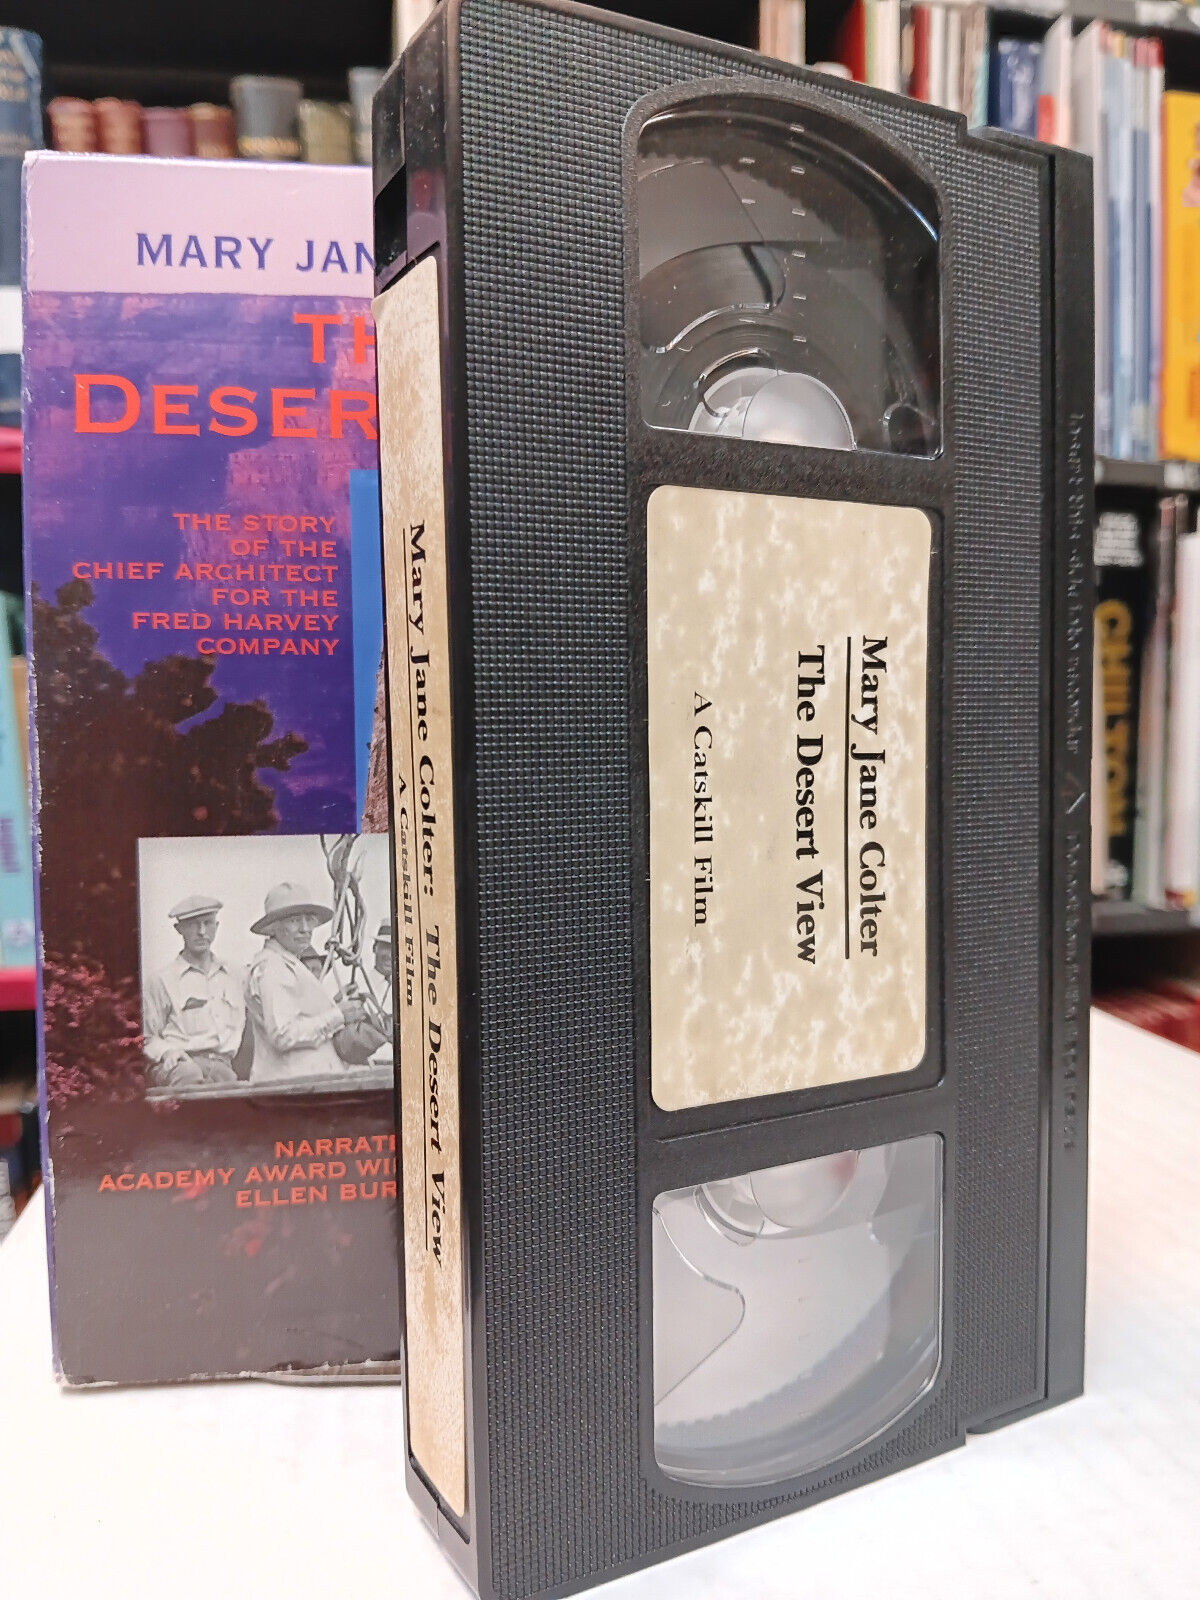 MARY JAN
TH
DESER
THE STORY
OF THE
CHIEF ARCHITECT
FOR THE
FRED HARVEY
COMPANY
NARRATE
ACADEMY AWARD WI
ELLEN BUR
Mary Jane Colter: The Desert View
A Catskill Film
Mary Jane Colter
The Desert View
A Catskill Film
CHILTON